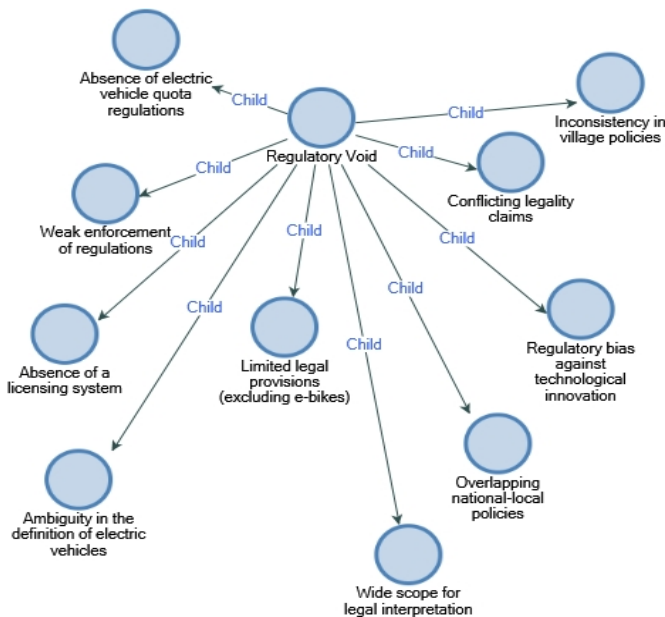 Absence of electric
vehicle quota
regulations
Child
Regulatory Void
Child
Inconsistency in
village policies
Child
Conflicting legality
claims
Child
Weak enforcement
of regulations
Child
Absence of a
licensing system
Child
Ambiguity in the
definition of electric
vehicles
Child
Limited legal
provisions
(excluding e-bikes)
Child
Regulatory bias
against
technological
innovation
Child
Overlapping
national-local
policies
Child
Wide scope for
legal interpretation